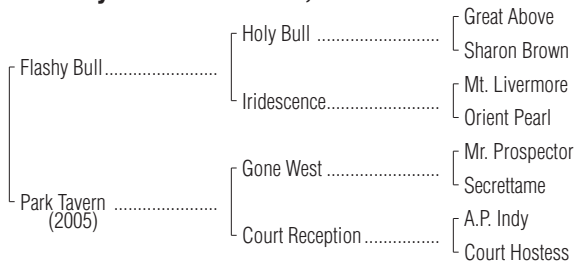 Great Above
Holy Bull ........................
Sharon Brown
Flashy Bull......................
Mt. Livermore
Iridescence......................
Orient Pearl
Mr. Prospector
Gone West ......................
Secrettame
Park Tavern ....................
(2005)
A.P. Indy
Court Reception ...............
Court Hostess